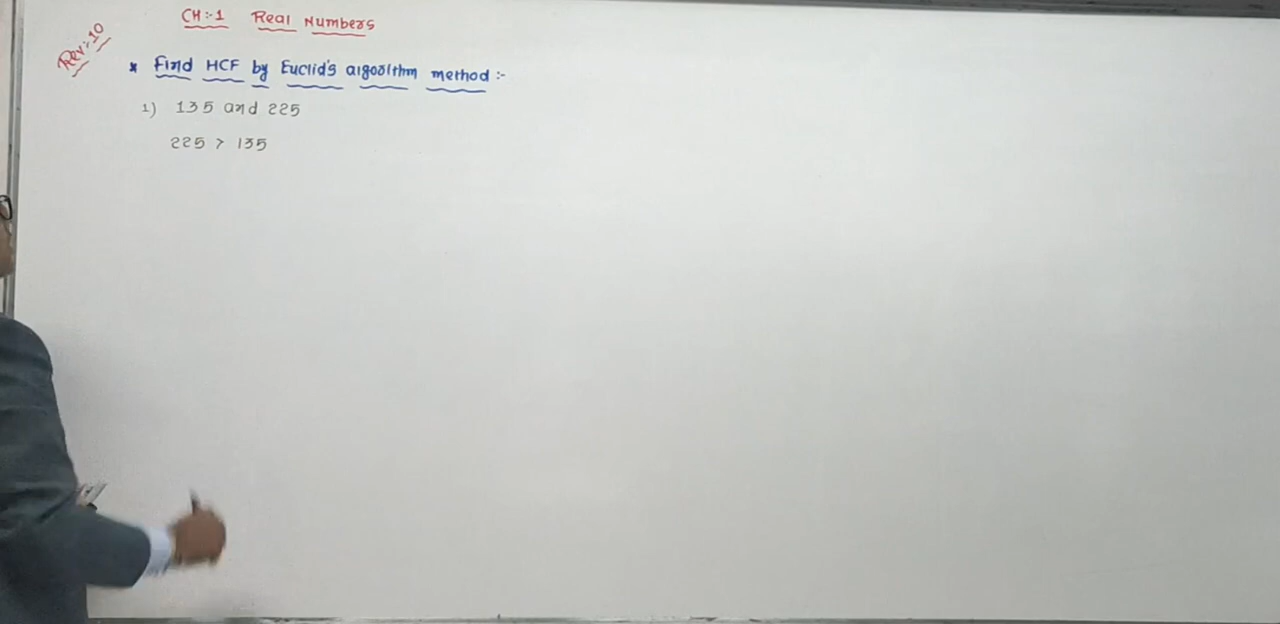 CH:-1 Real Numbers
Rev:-10
* Find HCF by Euclid's algorithm method :-
1) 135 and 225
225 > 135